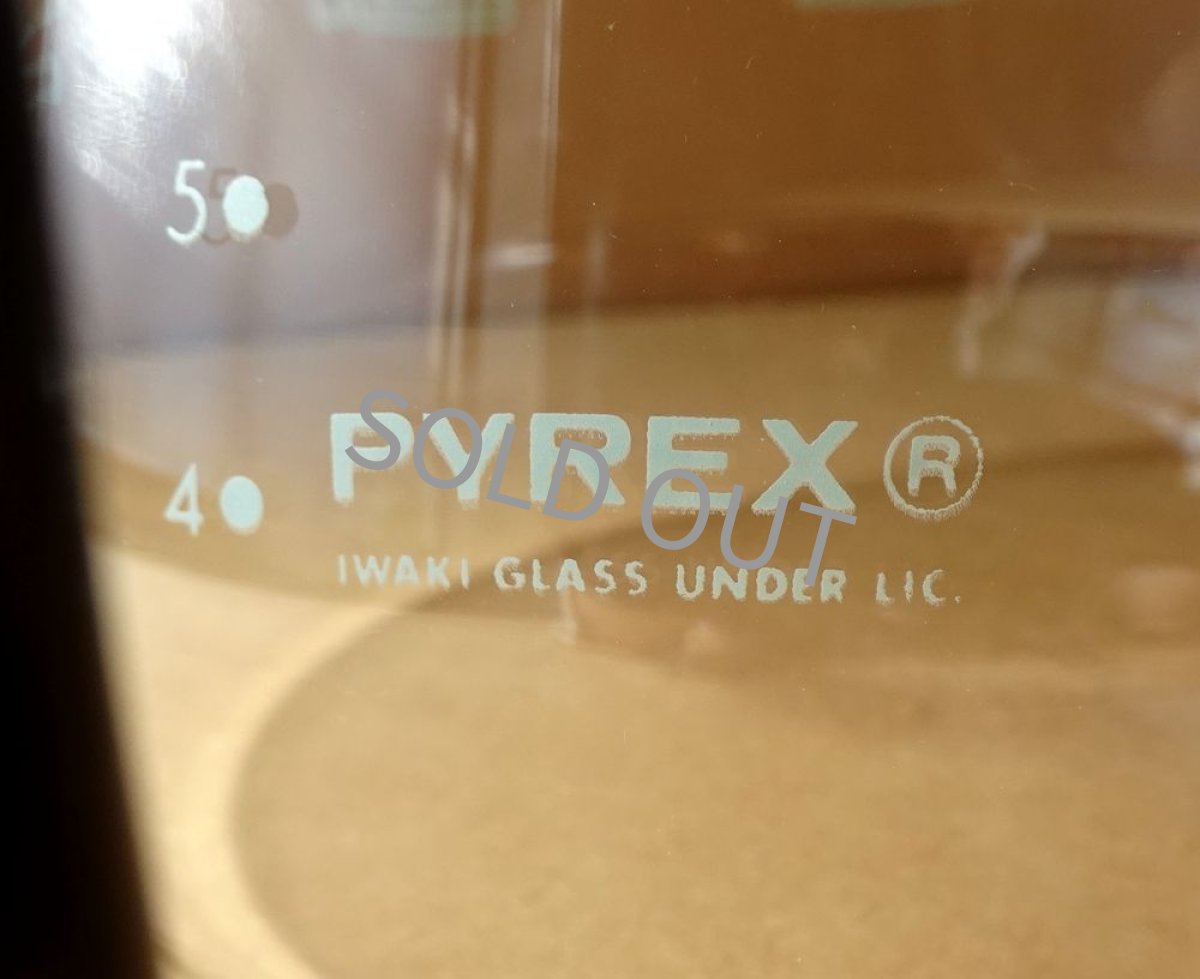 5
4
PYREX ®
IWAKI GLASS UNDER LIC.
SOLD OUT